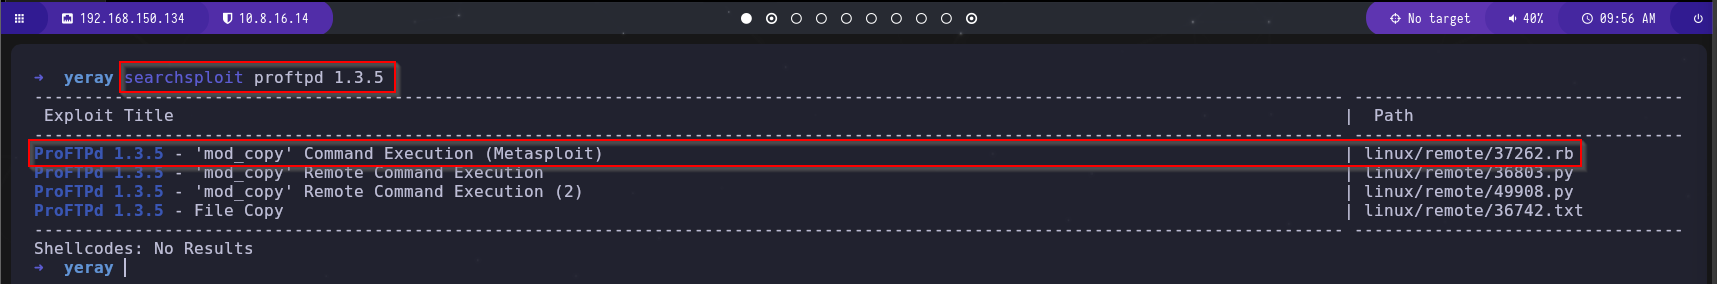 192.168.150.134 10.8.16.14 No target 40% 09:56 AM
→ yeray searchsploit proftpd 1.3.5
Exploit Title | Path
ProFTPd 1.3.5 - 'mod_copy' Command Execution (Metasploit) | linux/remote/37262.rb
ProFTPd 1.3.5 - 'mod_copy' Remote Command Execution | linux/remote/36803.py
ProFTPd 1.3.5 - 'mod_copy' Remote Command Execution (2) | linux/remote/49908.py
ProFTPd 1.3.5 - File Copy | linux/remote/36742.txt
Shellcodes: No Results
→ yeray